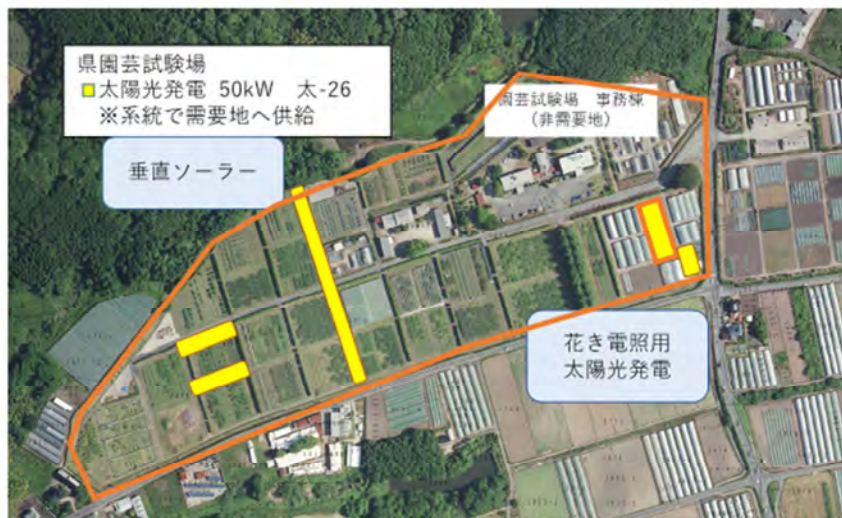 県園芸試験場
太陽光発電 50kW 太-26
※系統で需要地へ供給
園芸試験場 事務棟
(非需要地)
垂直ソーラー
花き電照用
太陽光発電